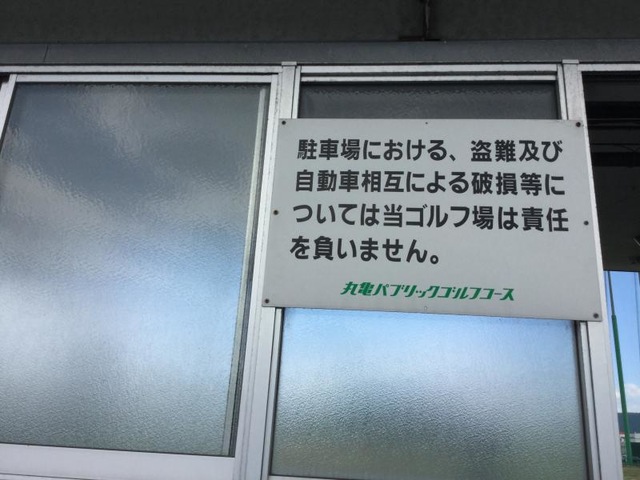 駐車場における、盗難及び
自動車相互による破損等に
ついては当ゴルフ場は責任
を負いません。
丸亀パブリックゴルフコース